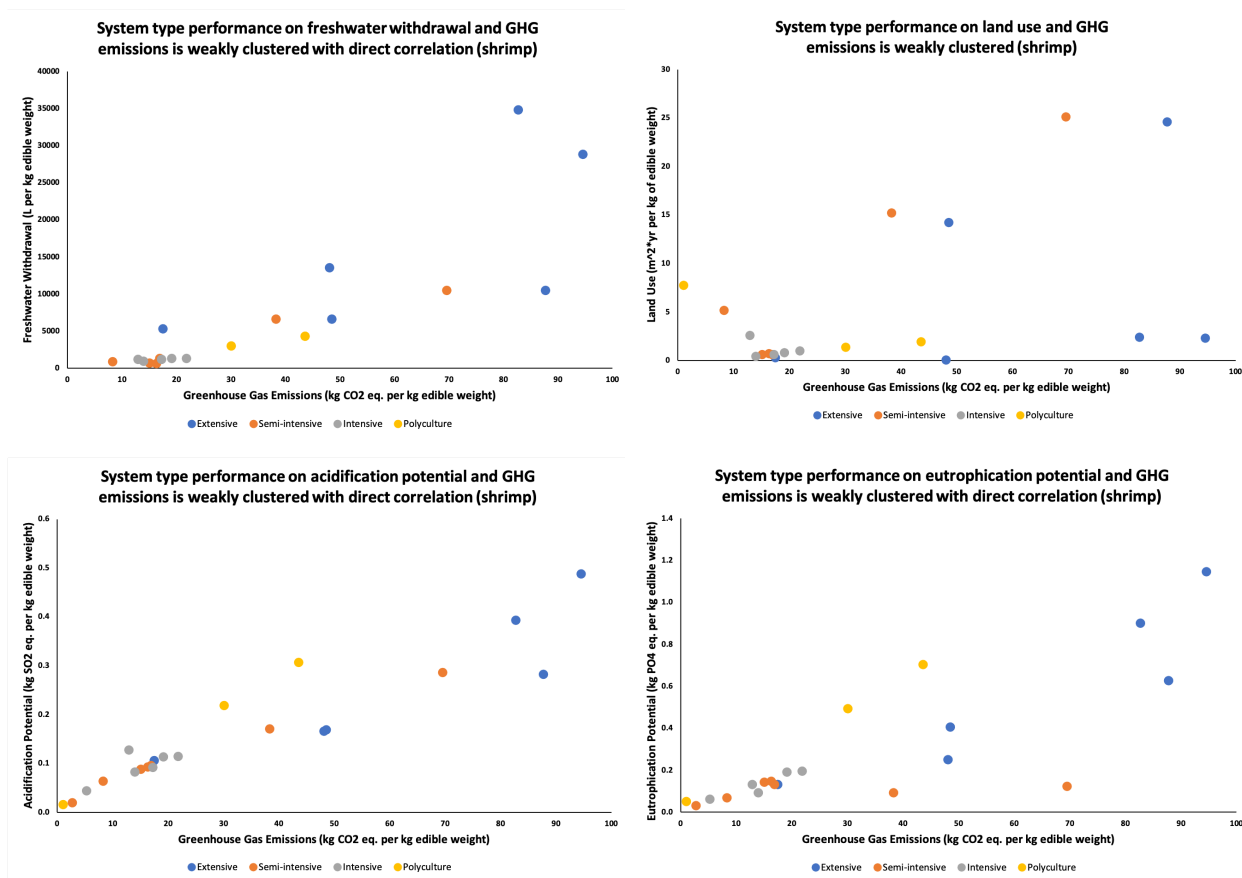 System type performance on freshwater withdrawal and GHG
emissions is weakly clustered with direct correlation (shrimp)
Freshwater Withdrawal (L per kg edible weight)
40000
35000
30000
25000
20000
15000
10000
5000
0
0 10 20 30 40 50 60 70 80 90 100
Greenhouse Gas Emissions (kg CO2 eq. per kg edible weight)
Extensive Semi-intensive Intensive Polyculture
System type performance on land use and GHG
emissions is weakly clustered (shrimp)
Land Use (m^2*yr per kg of edible weight)
30
25
20
15
10
5
0
0 10 20 30 40 50 60 70 80 90 100
Greenhouse Gas Emissions (kg CO2 eq. per kg edible weight)
Extensive Semi-intensive Intensive Polyculture
System type performance on acidification potential and GHG
emissions is weakly clustered with direct correlation (shrimp)
Acidification Potential (kg SO2 eq. per kg edible weight)
0.6
0.5
0.4
0.3
0.2
0.1
0.0
0 10 20 30 40 50 60 70 80 90 100
Greenhouse Gas Emissions (kg CO2 eq. per kg edible weight)
Extensive Semi-intensive Intensive Polyculture
System type performance on eutrophication potential and GHG
emissions is weakly clustered with direct correlation (shrimp)
Eutrophication Potential (kg PO4 eq. per kg edible weight)
1.4
1.2
1.0
0.8
0.6
0.4
0.2
0.0
0 10 20 30 40 50 60 70 80 90 100
Greenhouse Gas Emissions (kg CO2 eq. per kg edible weight)
Extensive Semi-intensive Intensive Polyculture